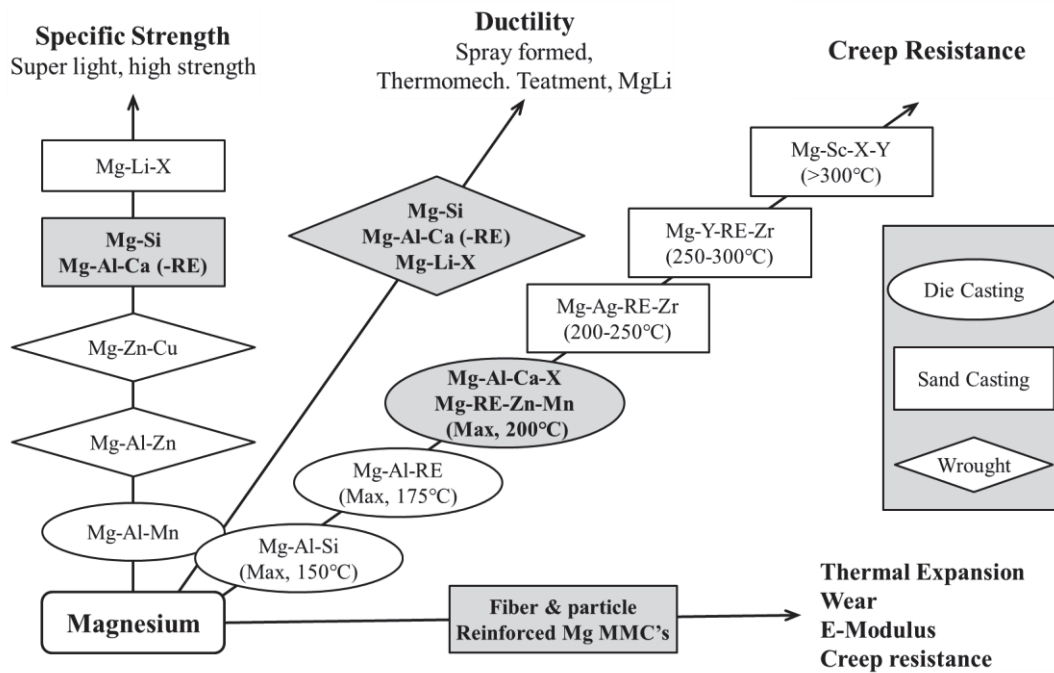 Specific Strength
Super light, high strength
Ductility
Spray formed,
Thermomech. Teatment, MgLi
Creep Resistance
Mg-Li-X
Mg-Si
Mg-Al-Ca (-RE)
Mg-Zn-Cu
Mg-Al-Zn
Mg-Al-Mn
Magnesium
Mg-Si
Mg-Al-Ca (-RE)
Mg-Li-X
Mg-Sc-X-Y
(>300°C)
Mg-Y-RE-Zr
(250-300°C)
Mg-Ag-RE-Zr
(200-250°C)
Mg-Al-Ca-X
Mg-RE-Zn-Mn
(Max, 200°C)
Mg-Al-RE
(Max, 175°C)
Mg-Al-Si
(Max, 150°C)
Die Casting
Sand Casting
Wrought
Fiber & particle
Reinforced Mg MMC's
Thermal Expansion
Wear
E-Modulus
Creep resistance